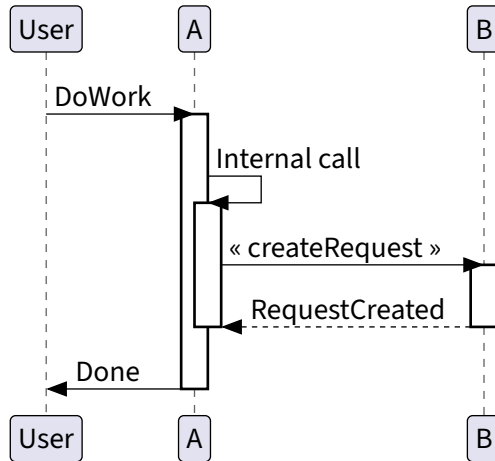 User A B
DoWork
Internal call
« createRequest »
RequestCreated
Done
User A B